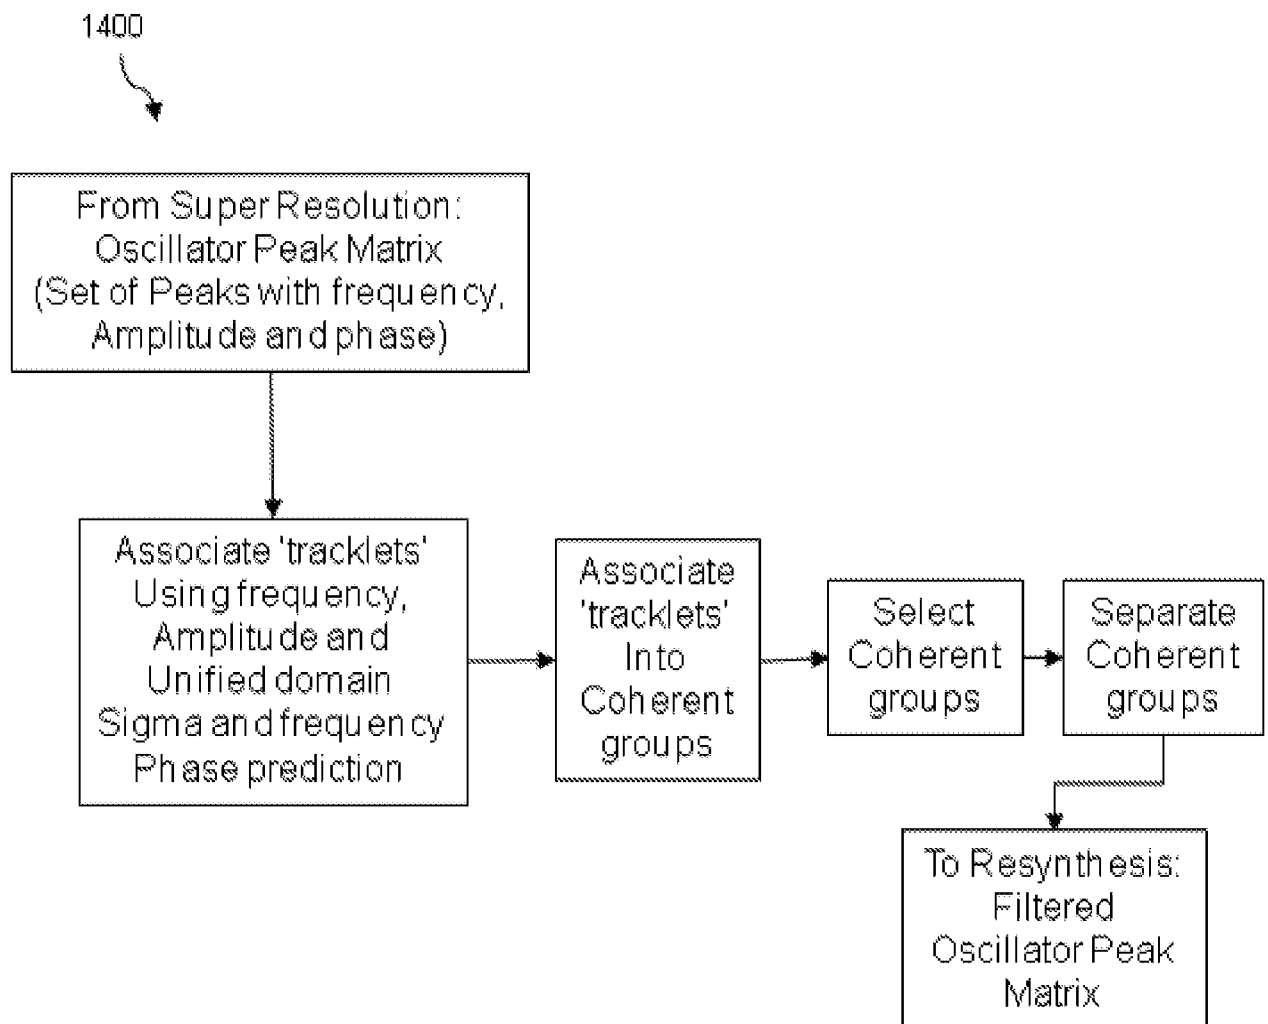 1400
From Super Resolution:
Oscillator Peak Matrix
(Set of Peaks with frequency,
Amplitude and phase)
Associate 'tracklets'
Using frequency,
Amplitude and
Unified domain
Sigma and frequency
Phase prediction
Associate
'tracklets'
Into
Coherent
groups
Select
Coherent
groups
Separate
Coherent
groups
To Resynthesis:
Filtered
Oscillator Peak
Matrix